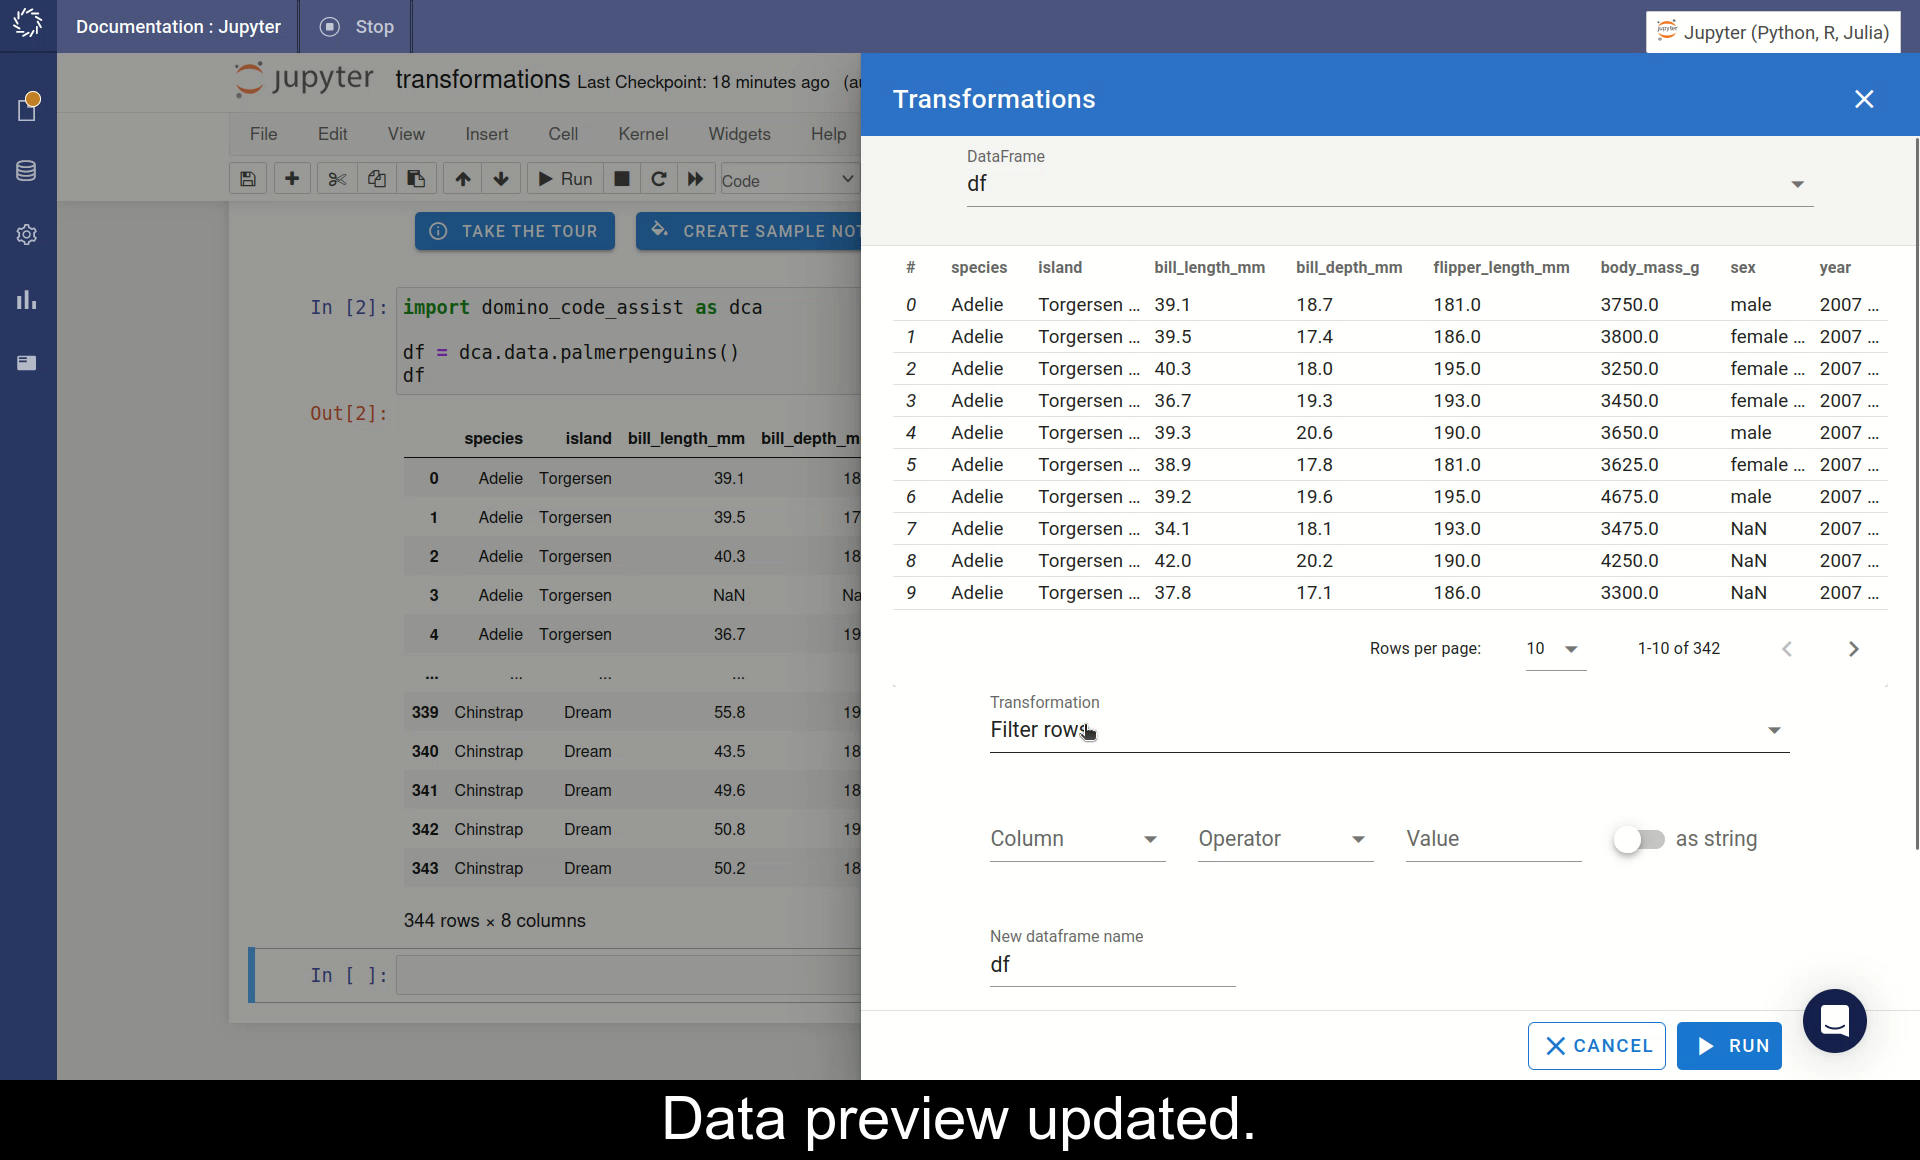 Documentation : Jupyter Stop Jupyter (Python, R, Julia)
jupyter transformations Last Checkpoint: 18 minutes ago (au
File Edit View Insert Cell Kernel Widgets Help
Run Code
TAKE THE TOUR CREATE SAMPLE NOT
In [2]: import domino_code_assist as dca
df = dca.data.palmerpenguins()
df
Out[2]:
species island bill_length_mm bill_depth_m
0 Adelie Torgersen 39.1 18
1 Adelie Torgersen 39.5 17
2 Adelie Torgersen 40.3 18
3 Adelie Torgersen NaN Na
4 Adelie Torgersen 36.7 19
... ... ... ...
339 Chinstrap Dream 55.8 19
340 Chinstrap Dream 43.5 18
341 Chinstrap Dream 49.6 18
342 Chinstrap Dream 50.8 19
343 Chinstrap Dream 50.2 18
344 rows × 8 columns
In [ ]:
Transformations
DataFrame
df
# species island bill_length_mm bill_depth_mm flipper_length_mm body_mass_g sex year
0 Adelie Torgersen ... 39.1 18.7 181.0 3750.0 male 2007 ...
1 Adelie Torgersen ... 39.5 17.4 186.0 3800.0 female ... 2007 ...
2 Adelie Torgersen ... 40.3 18.0 195.0 3250.0 female ... 2007 ...
3 Adelie Torgersen ... 36.7 19.3 193.0 3450.0 female ... 2007 ...
4 Adelie Torgersen ... 39.3 20.6 190.0 3650.0 male 2007 ...
5 Adelie Torgersen ... 38.9 17.8 181.0 3625.0 female ... 2007 ...
6 Adelie Torgersen ... 39.2 19.6 195.0 4675.0 male 2007 ...
7 Adelie Torgersen ... 34.1 18.1 193.0 3475.0 NaN 2007 ...
8 Adelie Torgersen ... 42.0 20.2 190.0 4250.0 NaN 2007 ...
9 Adelie Torgersen ... 37.8 17.1 186.0 3300.0 NaN 2007 ...
Rows per page: 10 1-10 of 342
Transformation
Filter rows
Column Operator Value as string
New dataframe name
df
CANCEL RUN
Data preview updated.